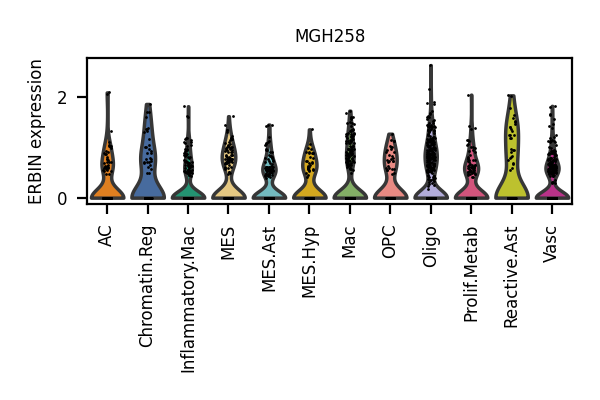 MGH258
ERBIN expression
2
0
AC
Chromatin.Reg
Inflammatory.Mac
MES
MES.Ast
MES.Hyp
Mac
OPC
Oligo
Prolif.Metab
Reactive.Ast
Vasc